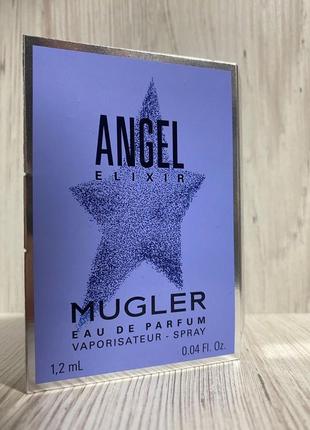 ANGEL
ELIXIR
MUGLER
EAU DE PARFUM
VAPORISATEUR - SPRAY
1,2 mL 0.04 Fl. Oz.